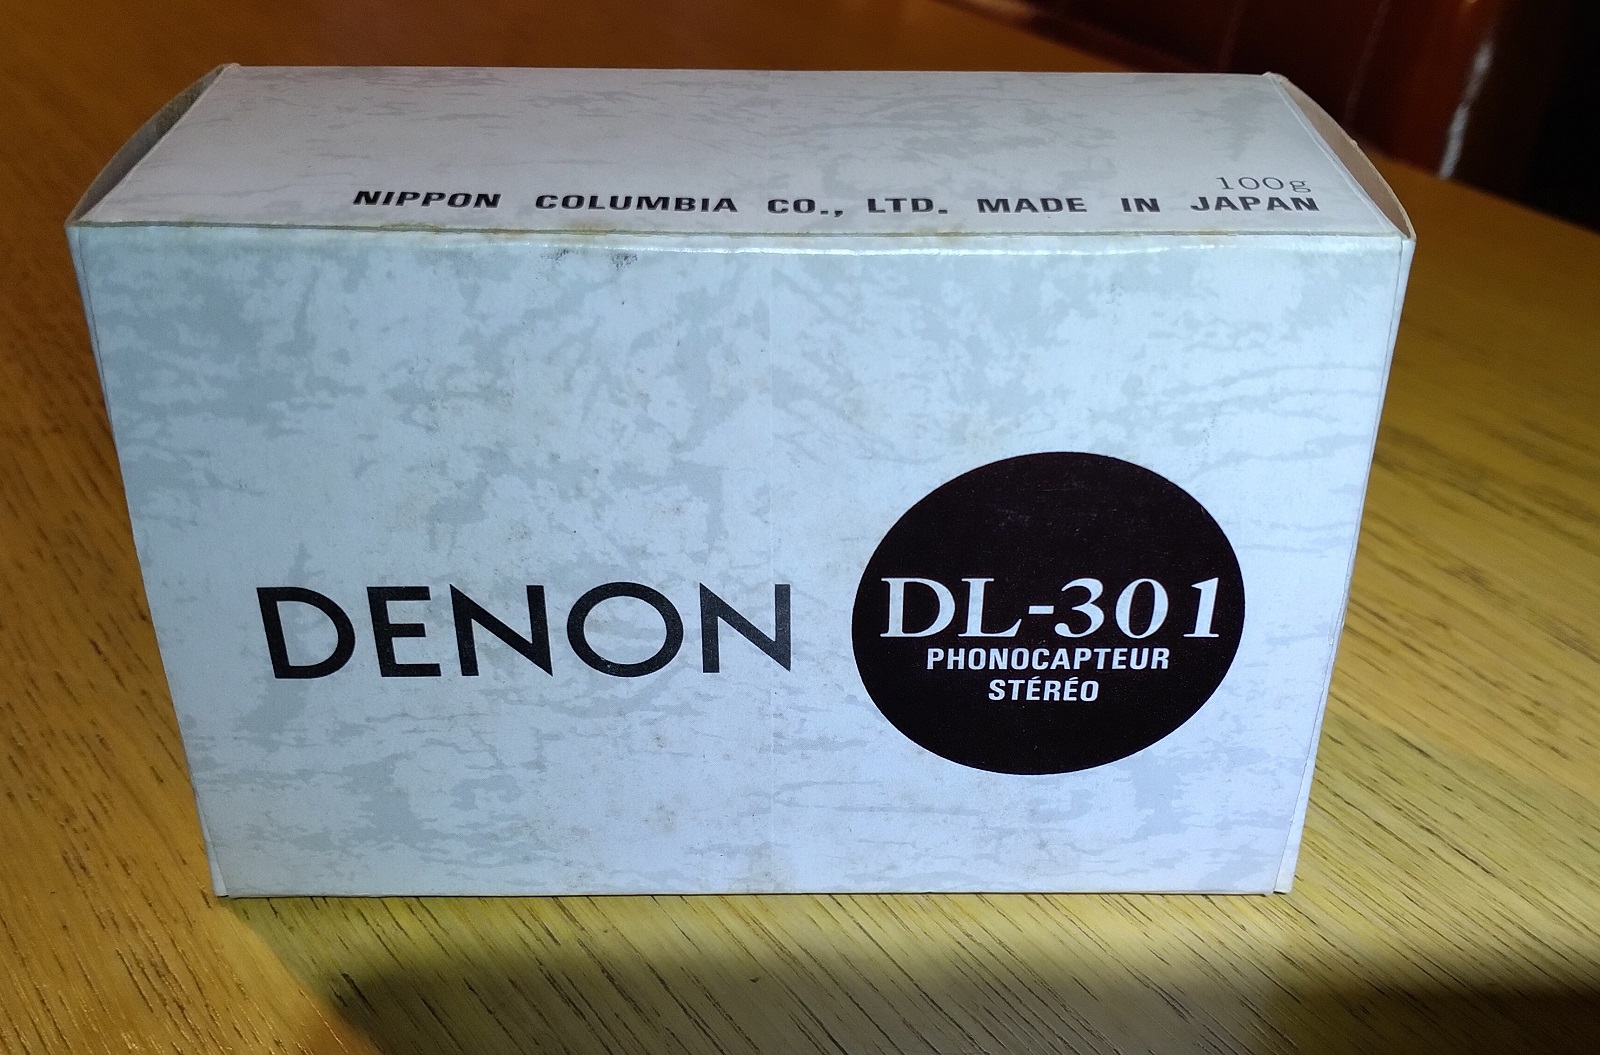 100g
NIPPON COLUMBIA CO., LTD. MADE IN JAPAN
DENON
DL-301
PHONOCAPTEUR
STÉRÉO